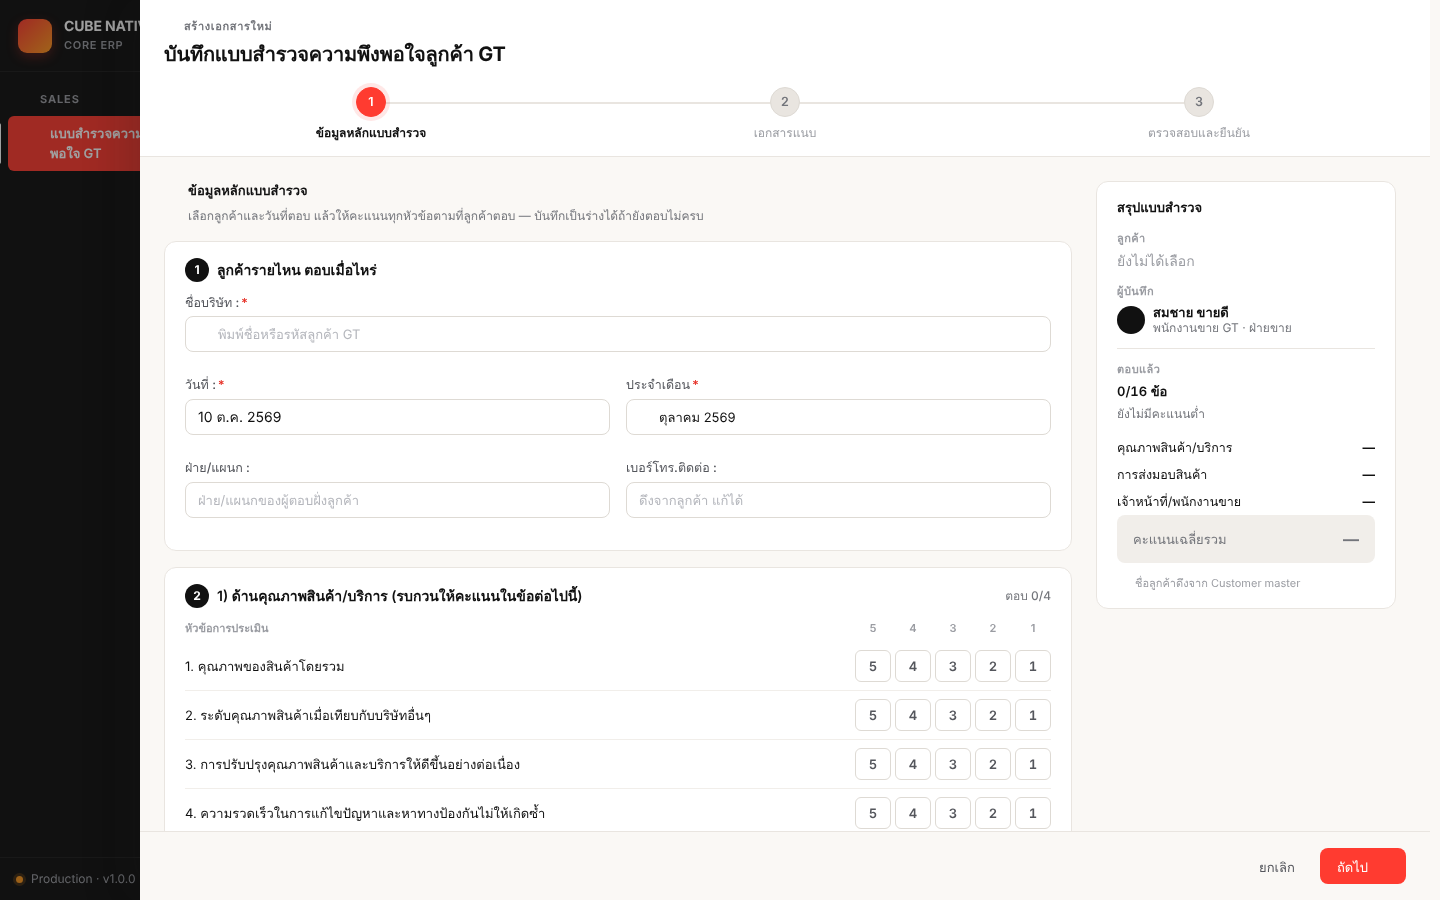 CUBE NATIV
CORE ERP
SALES
แบบสำรวจความ
พอใจ GT
Production · v1.0.0
สร้างเอกสารใหม่
บันทึกแบบสำรวจความพึงพอใจลูกค้า GT
1
2
3
ข้อมูลหลักแบบสำรวจ
เอกสารแนบ
ตรวจสอบและยืนยัน
ข้อมูลหลักแบบสำรวจ
เลือกลูกค้าและวันที่ตอบ แล้วให้คะแนนทุกหัวข้อตามที่ลูกค้าตอบ — บันทึกเป็นร่างได้ถ้ายังตอบไม่ครบ
1 ลูกค้ารายไหน ตอบเมื่อไหร่
ชื่อบริษัท : *
พิมพ์ชื่อหรือรหัสลูกค้า GT
วันที่ : * ประจำเดือน *
10 ต.ค. 2569 ตุลาคม 2569
ฝ่าย/แผนก : เบอร์โทร.ติดต่อ :
ฝ่าย/แผนกของผู้ตอบฝั่งลูกค้า ดึงจากลูกค้า แก้ได้
2 1) ด้านคุณภาพสินค้า/บริการ (รบกวนให้คะแนนในข้อต่อไปนี้) ตอบ 0/4
หัวข้อการประเมิน 5 4 3 2 1
1. คุณภาพของสินค้าโดยรวม 5 4 3 2 1
2. ระดับคุณภาพสินค้าเมื่อเทียบกับบริษัทอื่นๆ 5 4 3 2 1
3. การปรับปรุงคุณภาพสินค้าและบริการให้ดีขึ้นอย่างต่อเนื่อง 5 4 3 2 1
4. ความรวดเร็วในการแก้ไขปัญหาและหาทางป้องกันไม่ให้เกิดซ้ำ 5 4 3 2 1
สรุปแบบสำรวจ
ลูกค้า
ยังไม่ได้เลือก
ผู้บันทึก
สมชาย ขายดี
พนักงานขาย GT · ฝ่ายขาย
ตอบแล้ว
0/16 ข้อ
ยังไม่มีคะแนนต่ำ
คุณภาพสินค้า/บริการ —
การส่งมอบสินค้า —
เจ้าหน้าที่/พนักงานขาย —
คะแนนเฉลี่ยรวม —
ชื่อลูกค้าดึงจาก Customer master
ยกเลิก ถัดไป